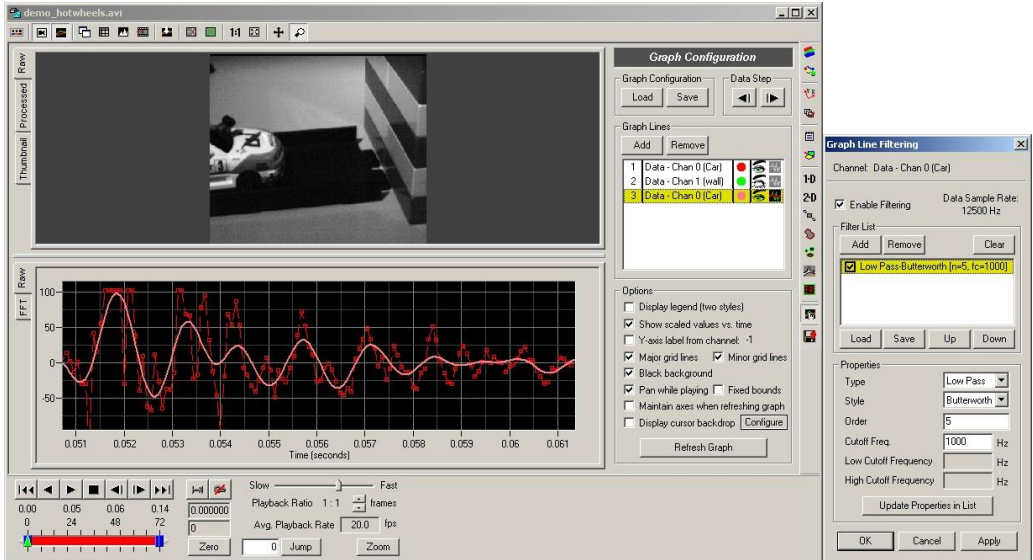 demo_hotwheels.avi
1:1
Raw
Processed
Thumbnail
Graph Configuration
Graph Configuration
Data Step
Load
Save
Graph Lines
Add
Remove
1 Data - Chan 0 (Car)
2 Data - Chan 1 (wall)
3 Data - Chan 0 (Car)
1-D
2-D
Raw
FFT
100
50
0
-50
0.051 0.052 0.053 0.054 0.055 0.056 0.057 0.058 0.059 0.06 0.061
Time (seconds)
Options
Display legend (two styles)
Show scaled values vs. time
Y-axis label from channel: -1
Major grid lines
Minor grid lines
Black background
Pan while playing
Fixed bounds
Maintain axes when refreshing graph
Display cursor backdrop
Configure
Refresh Graph
0.00 0.05 0.06 0.14
0 24 48 72
0.000000
0
Zero
Slow
Fast
Playback Ratio 1 : 1 frames
Avg. Playback Rate 20.0 fps
0
Jump
Zoom
Graph Line Filtering
Channel: Data - Chan 0 (Car)
Enable Filtering
Data Sample Rate:
12500 Hz
Filter List
Add
Remove
Clear
Low Pass-Butterworth [n=5, fc=1000]
Load
Save
Up
Down
Properties
Type Low Pass
Style Butterworth
Order 5
Cutoff Freq. 1000 Hz
Low Cutoff Frequency Hz
High Cutoff Frequency Hz
Update Properties in List
OK
Cancel
Apply